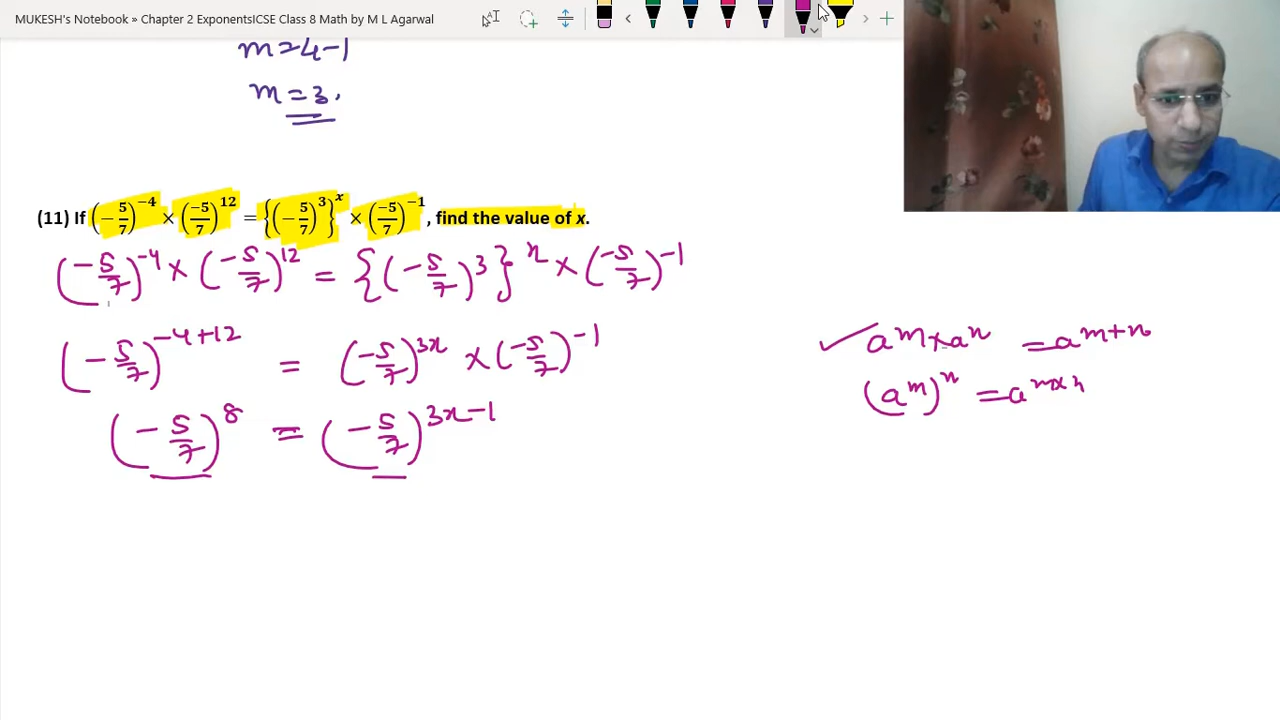 MUKESH's Notebook » Chapter 2 ExponentsICSE Class 8 Math by M L Agarwal
m=4-1
m=3.
(11) If (-5/7)^-4 × (-5/7)^12 = {(-5/7)^3}^x × (-5/7)^-1, find the value of x.
(-5/7)^-4 × (-5/7)^12 = {(-5/7)^3}^x × (-5/7)^-1
(-5/7)^-4+12 = (-5/7)^3x × (-5/7)^-1
✓ a^m × a^n = a^m+n
(a^m)^n = a^m×n
(-5/7)^8 = (-5/7)^3x-1